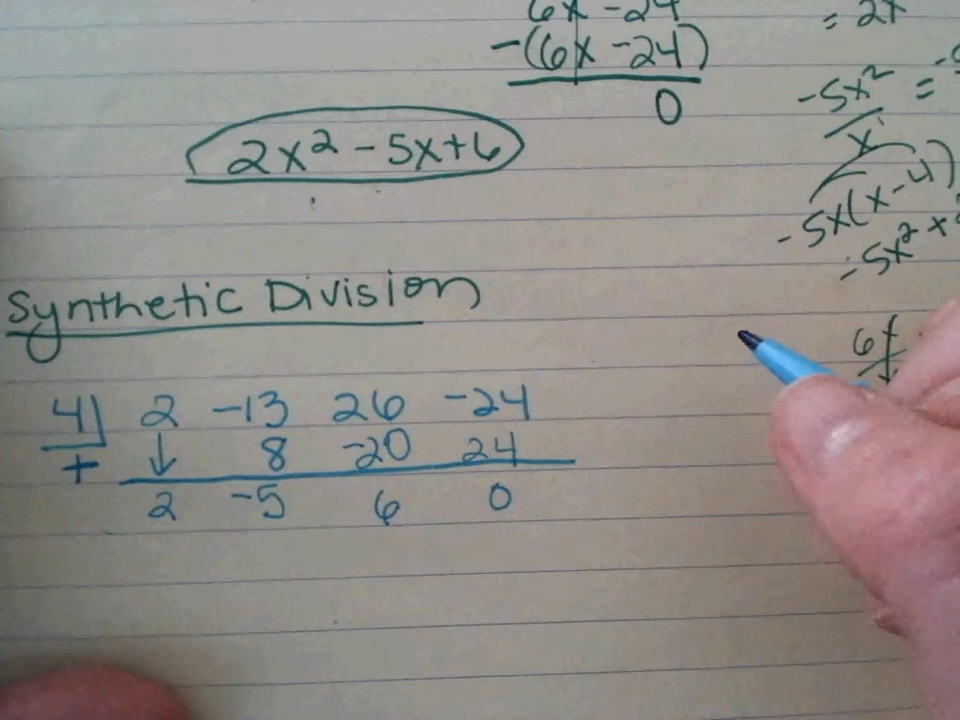 6x -24
-(6x -24)
0
= 2x
-5x² =
x
2x² - 5x+6
-5x(x-4)
-5x² x
Synthetic Division
6
4 2 -13 26 -24
+ ↓ 8 -20 24
2 -5 6 0